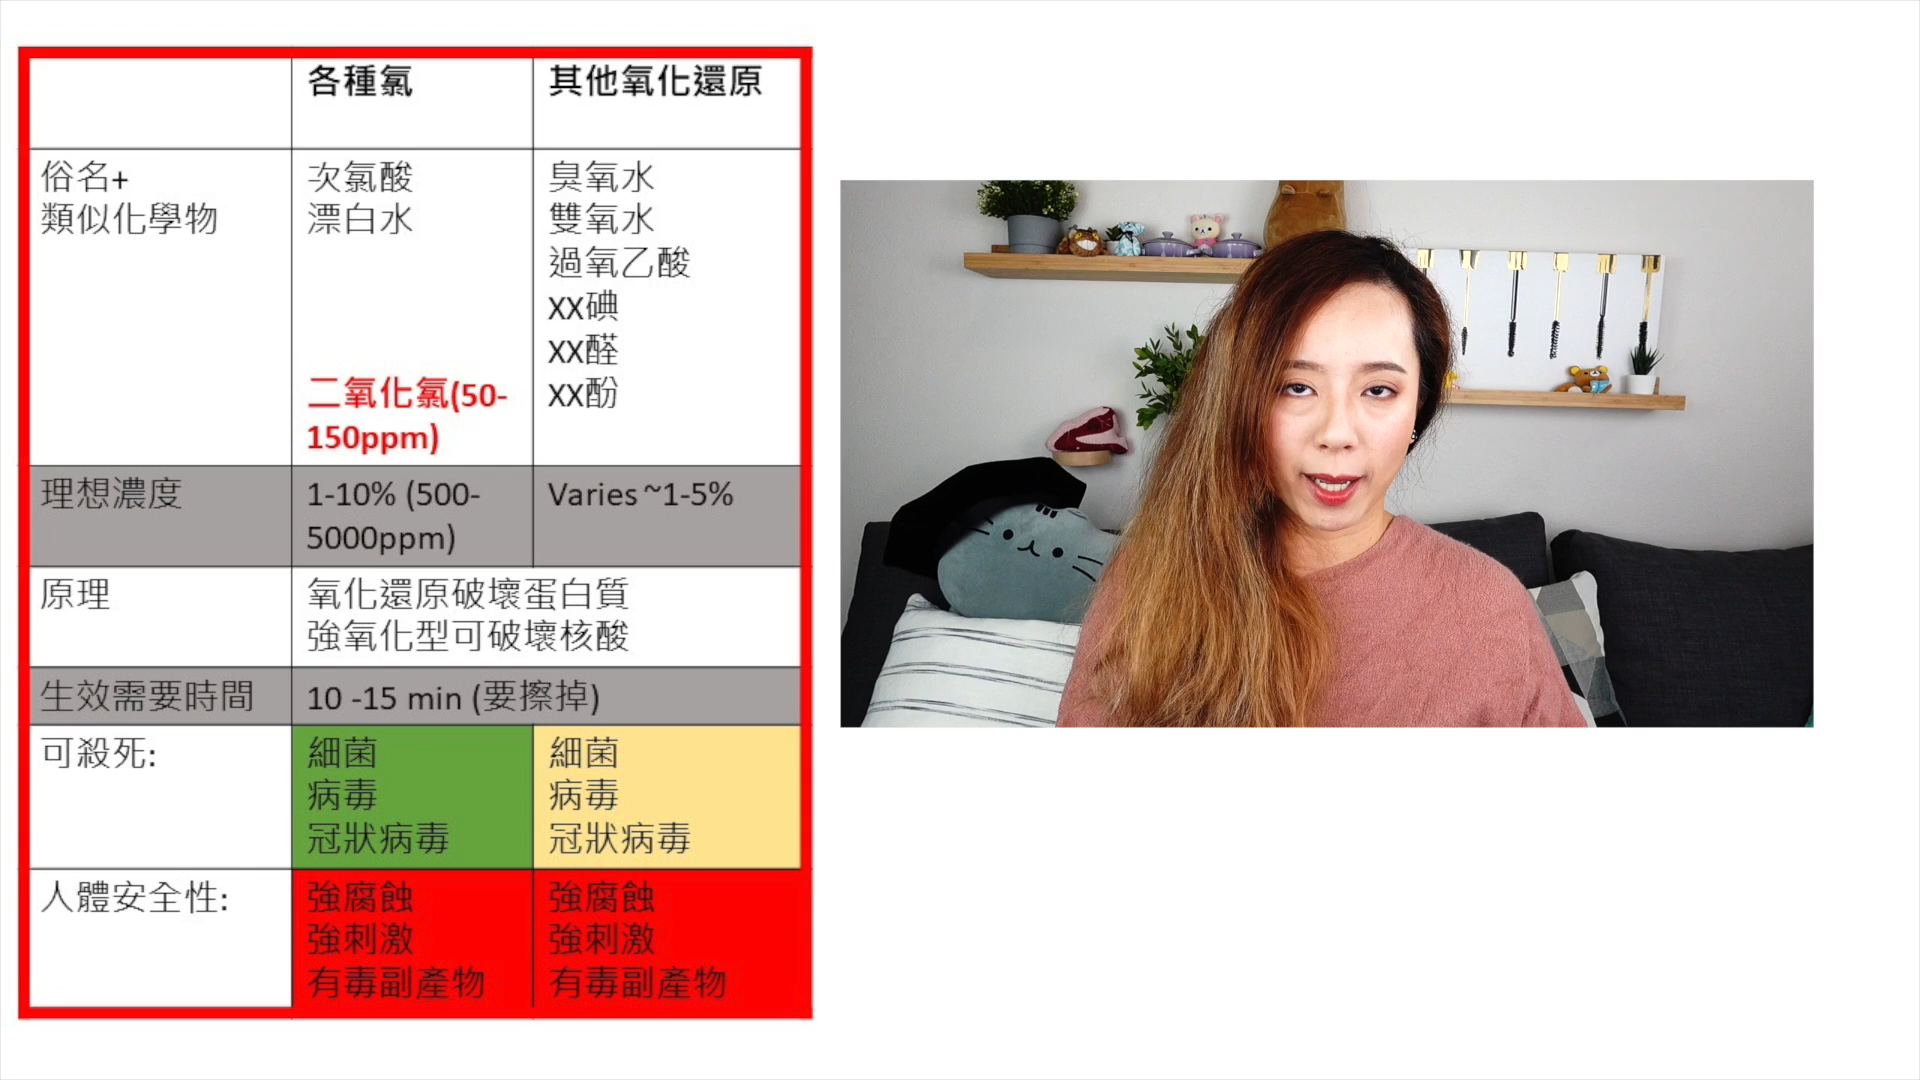 各種氯
其他氧化還原
俗名+
類似化學物
次氯酸
漂白水
二氧化氯(50-
150ppm)
臭氧水
雙氧水
過氧乙酸
XX碘
XX醛
XX酚
理想濃度
1-10% (500-
5000ppm)
Varies ~1-5%
原理
氧化還原破壞蛋白質
強氧化型可破壞核酸
生效需要時間
10 -15 min (要擦掉)
可殺死:
細菌
病毒
冠狀病毒
細菌
病毒
冠狀病毒
人體安全性:
強腐蝕
強刺激
有毒副產物
強腐蝕
強刺激
有毒副產物